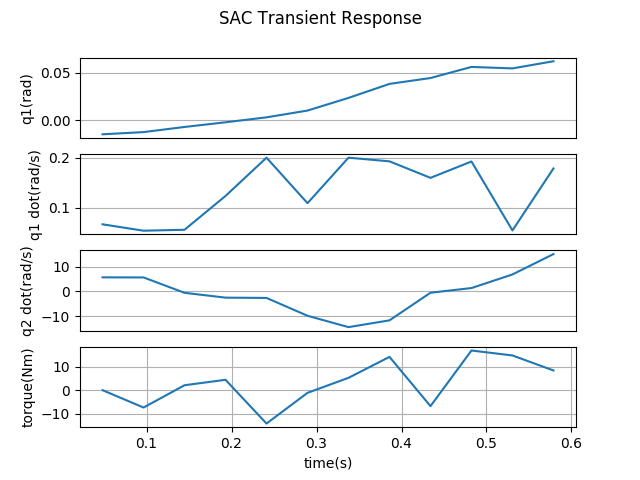 SAC Transient Response
q1(rad)
0.05
0.00
q1 dot(rad/s)
0.2
0.1
q2 dot(rad/s)
10
0
−10
torque(Nm)
10
0
−10
0.1 0.2 0.3 0.4 0.5 0.6
time(s)